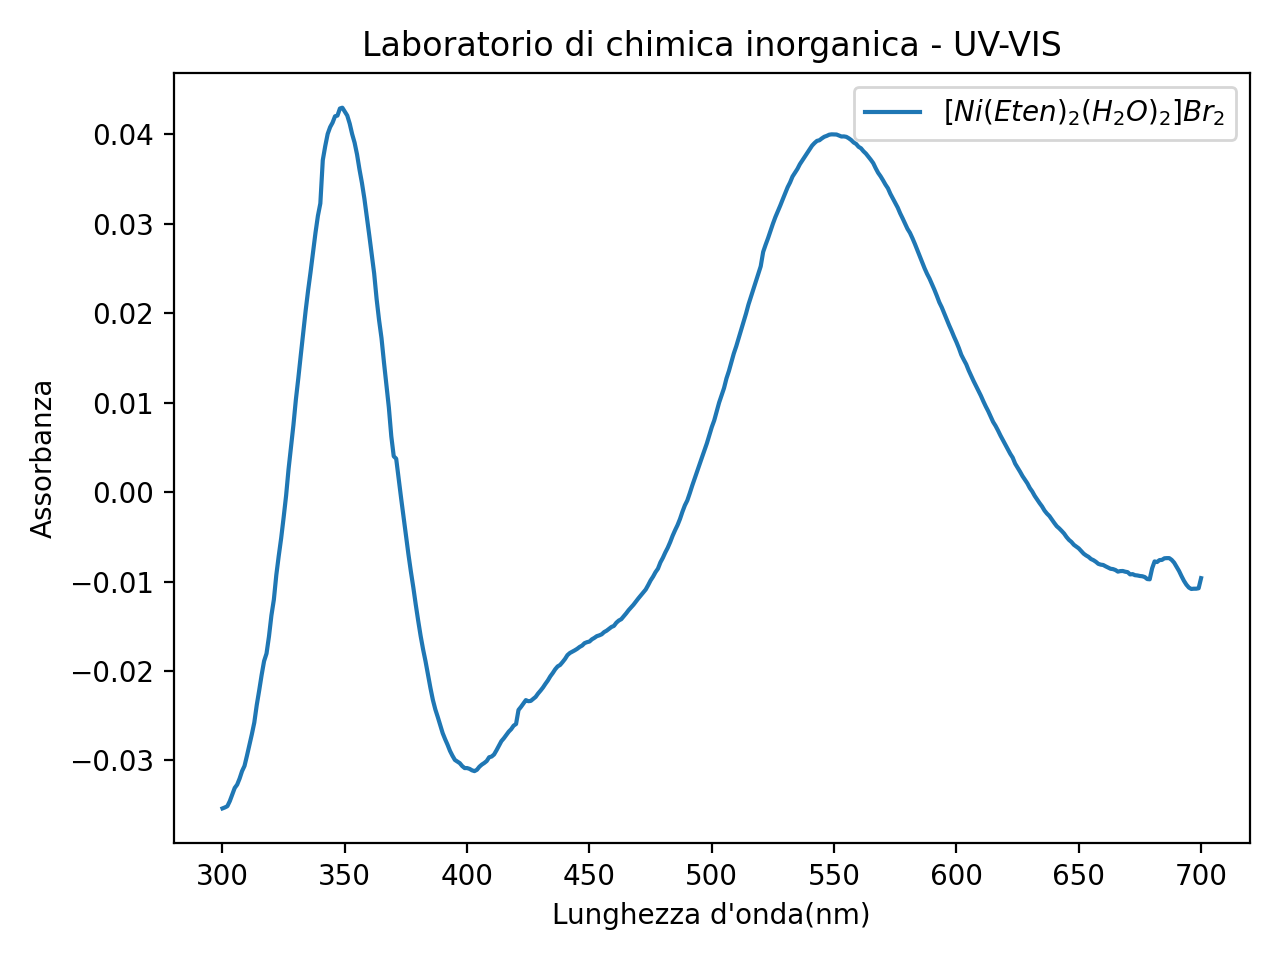 Laboratorio di chimica inorganica - UV-VIS
[Ni(Eten)₂(H₂O)₂]Br₂
0.04
0.03
0.02
0.01
0.00
−0.01
−0.02
−0.03
Assorbanza
300 350 400 450 500 550 600 650 700
Lunghezza d'onda(nm)